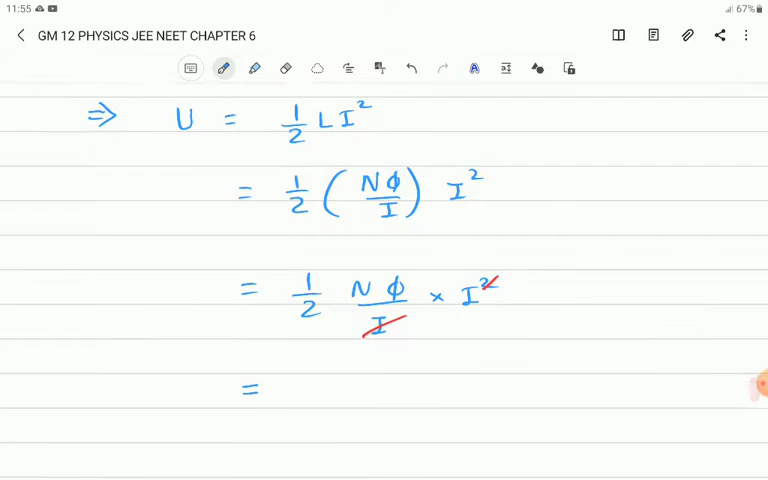 11:55 67%
GM 12 PHYSICS JEE NEET CHAPTER 6
⇒ U = 1/2 L I²
= 1/2 ( NΦ/I ) I²
= 1/2 NΦ/I × I²
=